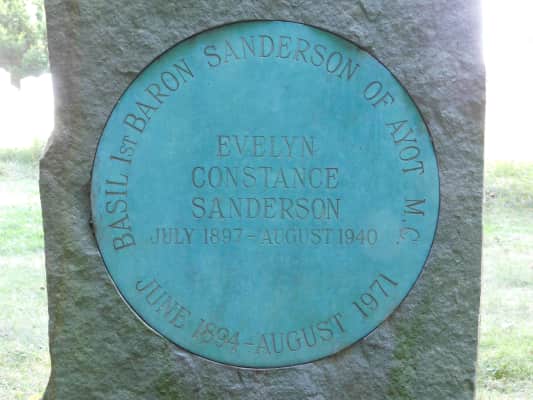 BASIL 1ST BARON SANDERSON OF AYOT M.C.
EVELYN
CONSTANCE
SANDERSON
JULY 1897 - AUGUST 1940
JUNE 1894 - AUGUST 1971